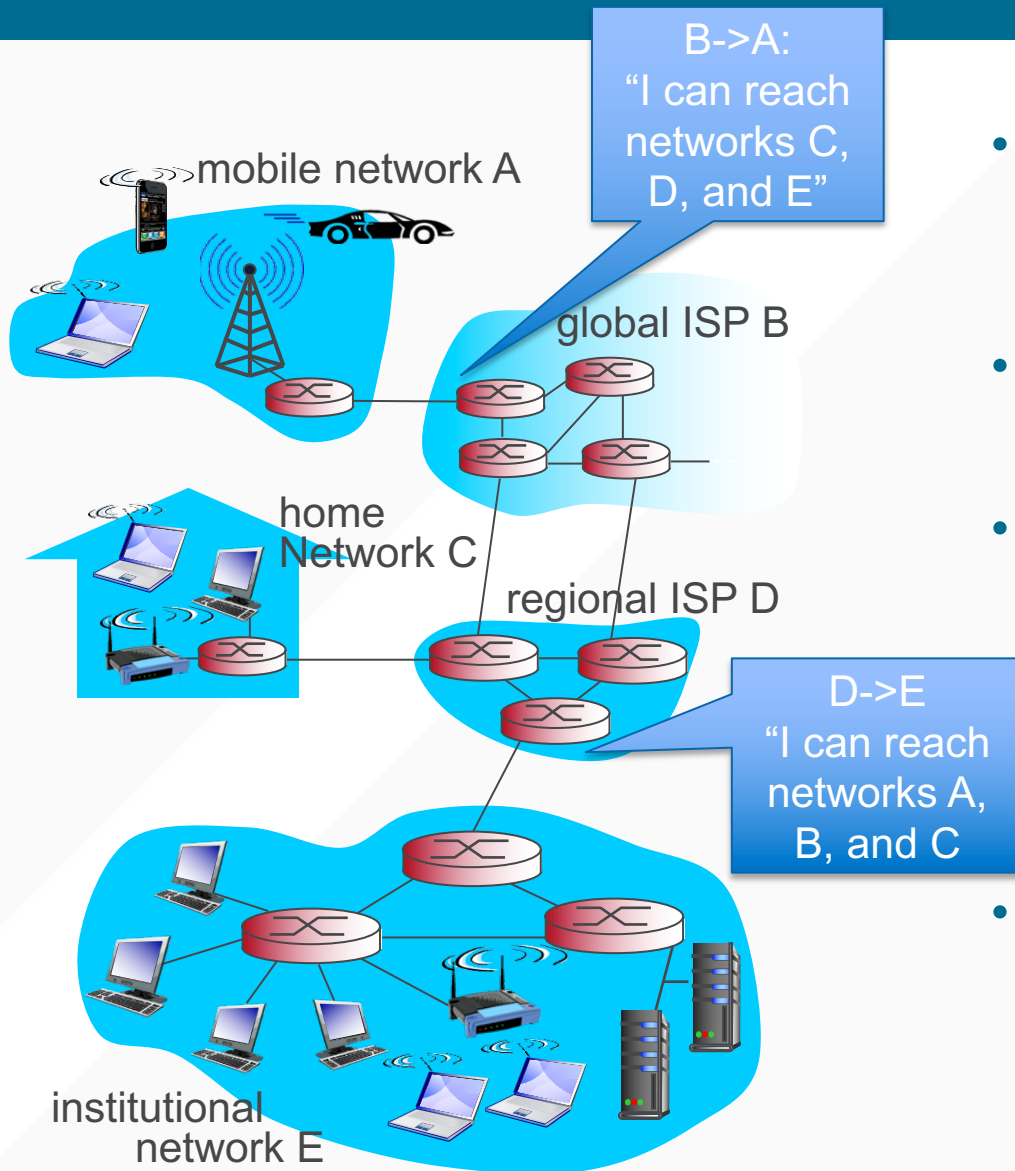 B->A:
“I can reach
networks C,
D, and E”
mobile network A
global ISP B
home
Network C
regional ISP D
D->E
“I can reach
networks A,
B, and C
institutional
network E